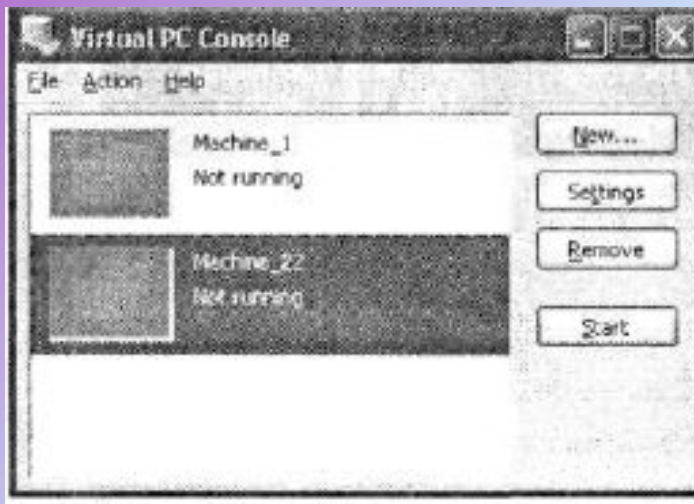 Virtual PC Console
File Action Help
Machine_1
Not running
Machine_22
Not running
New...
Settings
Remove
Start